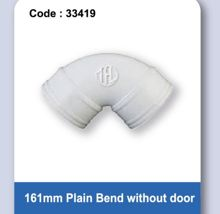 Code : 33419
161mm Plain Bend without door